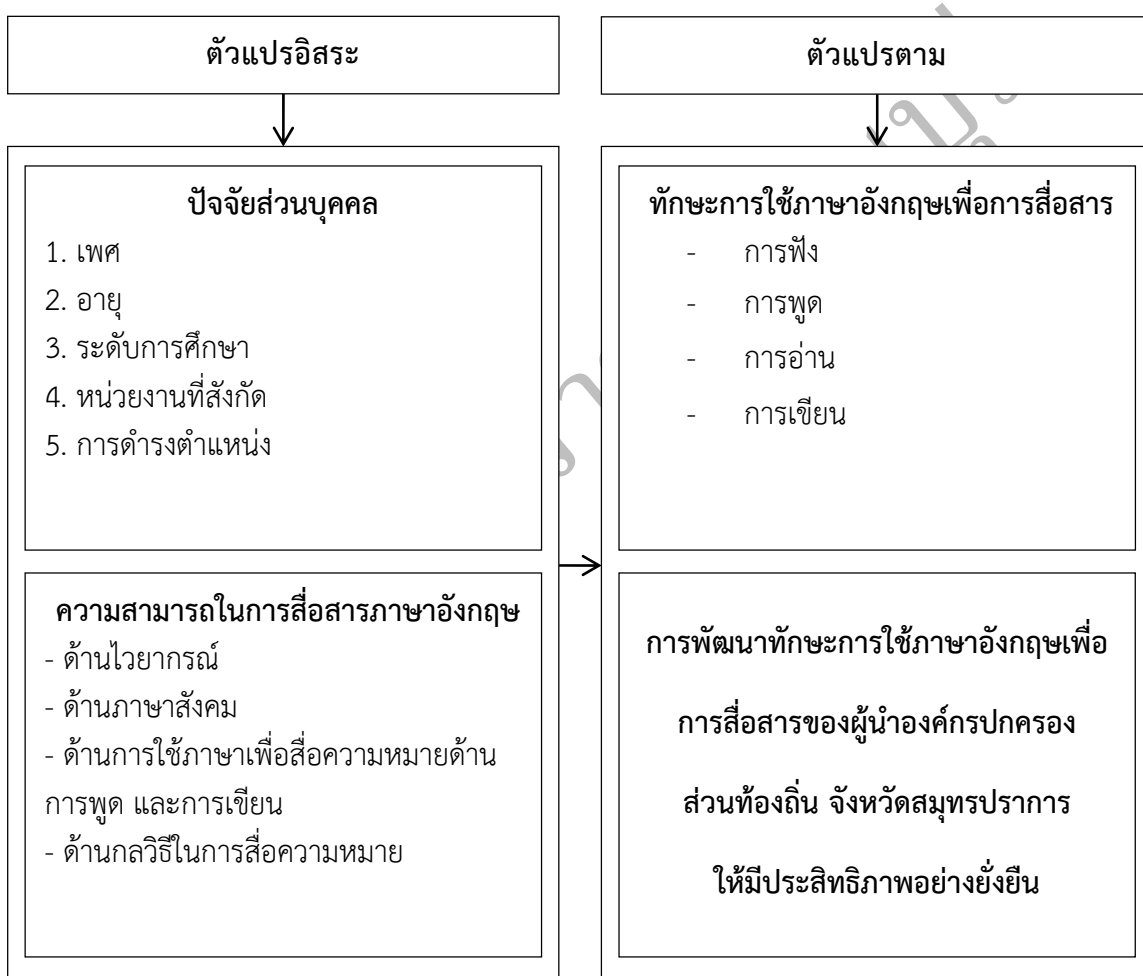 ตัวแปรอิสระ
ตัวแปรตาม
ปัจจัยส่วนบุคคล
1. เพศ
2. อายุ
3. ระดับการศึกษา
4. หน่วยงานที่สังกัด
5. การดำรงตำแหน่ง
ความสามารถในการสื่อสารภาษาอังกฤษ
- ด้านไวยากรณ์
- ด้านภาษาสังคม
- ด้านการใช้ภาษาเพื่อสื่อความหมายด้าน
การพูด และการเขียน
- ด้านกลวิธีในการสื่อความหมาย
ทักษะการใช้ภาษาอังกฤษเพื่อการสื่อสาร
- การฟัง
- การพูด
- การอ่าน
- การเขียน
การพัฒนาทักษะการใช้ภาษาอังกฤษเพื่อ
การสื่อสารของผู้นำองค์กรปกครอง
ส่วนท้องถิ่น จังหวัดสมุทรปราการ
ให้มีประสิทธิภาพอย่างยั่งยืน